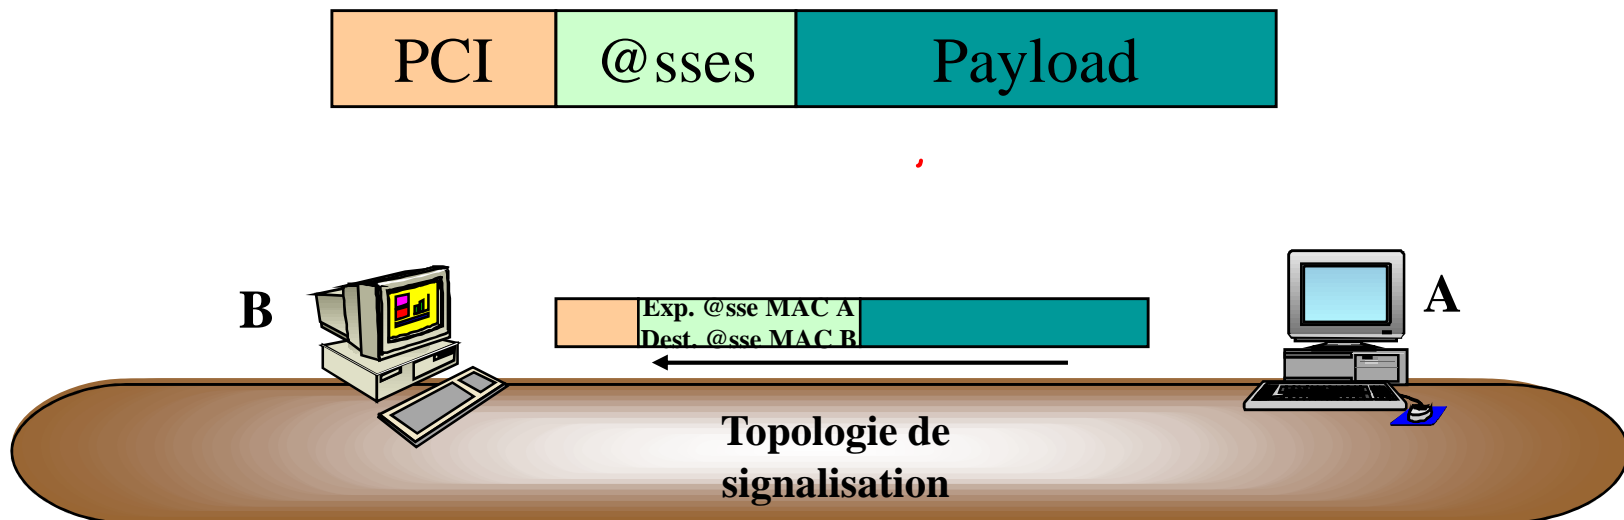 PCI @sses Payload
B
Exp. @sse MAC A
Dest. @sse MAC B
A
Topologie de
signalisation